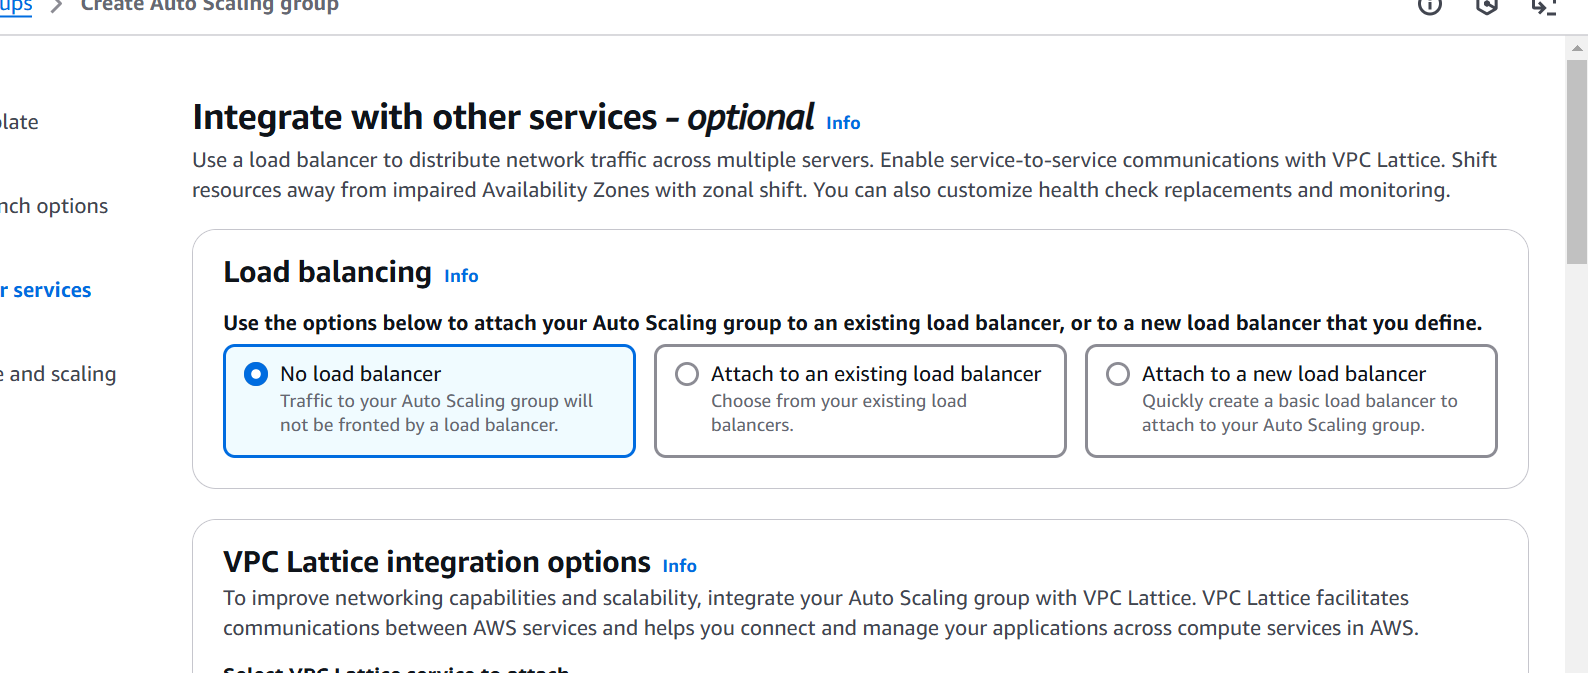 ups > Create Auto Scaling group
late
nch options
r services
e and scaling
Integrate with other services - optional Info
Use a load balancer to distribute network traffic across multiple servers. Enable service-to-service communications with VPC Lattice. Shift
resources away from impaired Availability Zones with zonal shift. You can also customize health check replacements and monitoring.
Load balancing Info
Use the options below to attach your Auto Scaling group to an existing load balancer, or to a new load balancer that you define.
No load balancer
Traffic to your Auto Scaling group will
not be fronted by a load balancer.
Attach to an existing load balancer
Choose from your existing load
balancers.
Attach to a new load balancer
Quickly create a basic load balancer to
attach to your Auto Scaling group.
VPC Lattice integration options Info
To improve networking capabilities and scalability, integrate your Auto Scaling group with VPC Lattice. VPC Lattice facilitates
communications between AWS services and helps you connect and manage your applications across compute services in AWS.
Select VPC Lattice service to attach